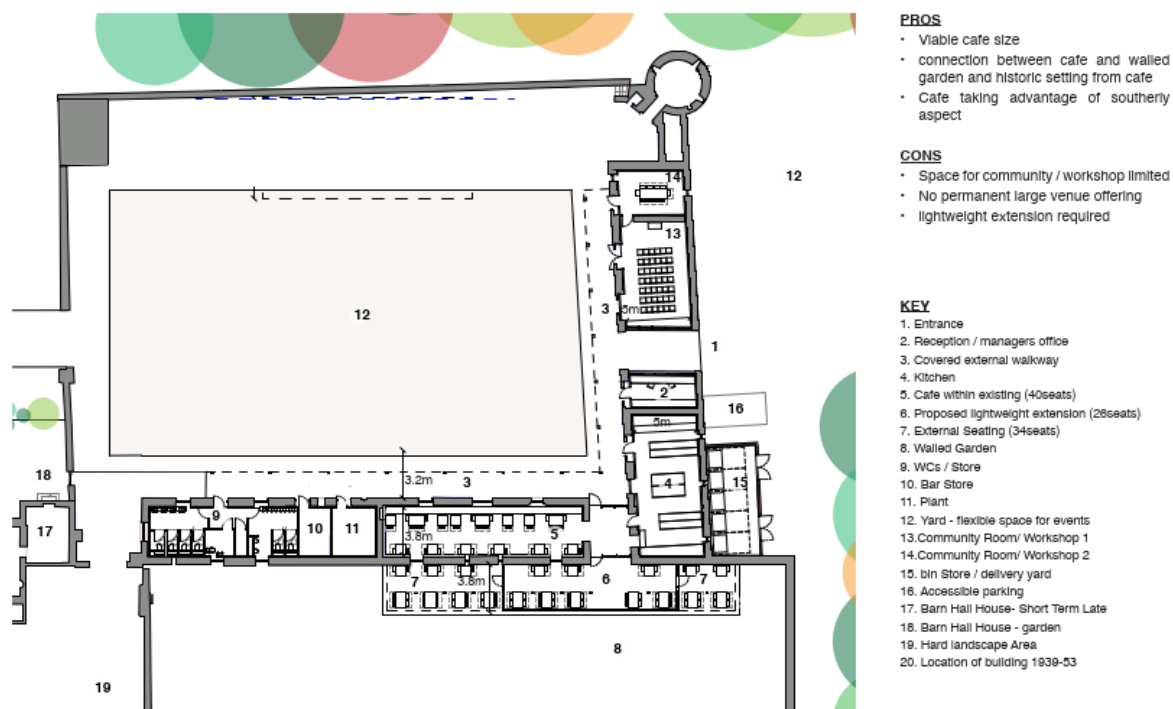 PROS
• Viable cafe size
• connection between cafe and walled
garden and historic setting from cafe
• Cafe taking advantage of southerly
aspect
CONS
• Space for community / workshop limited
• No permanent large venue offering
• lightweight extension required
KEY
1. Entrance
2. Reception / managers office
3. Covered external walkway
4. Kitchen
5. Cafe within existing (40seats)
6. Proposed lightweight extension (26seats)
7. External Seating (34seats)
8. Walled Garden
9. WCs / Store
10. Bar Store
11. Plant
12. Yard - flexible space for events
13.Community Room/ Workshop 1
14.Community Room/ Workshop 2
15. bin Store / delivery yard
16. Accessible parking
17. Barn Hall House- Short Term Late
18. Barn Hall House - garden
19. Hard landscape Area
20. Location of building 1939-53
14
12
13
3
5m
12
1
2
16
5m
18
3.2m
3
4
15
17
9
10
11
5
3.8m
3.8m
7
6
7
8
19